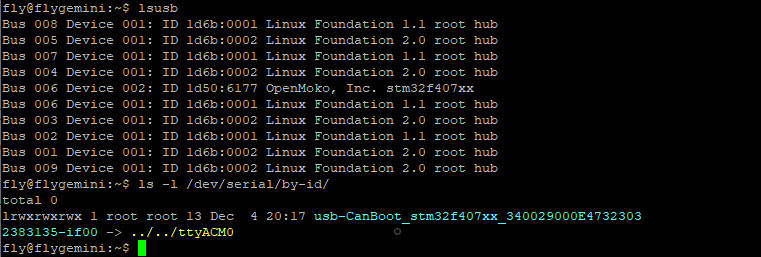 fly@flygemini:~$ lsusb
Bus 008 Device 001: ID 1d6b:0001 Linux Foundation 1.1 root hub
Bus 005 Device 001: ID 1d6b:0002 Linux Foundation 2.0 root hub
Bus 007 Device 001: ID 1d6b:0001 Linux Foundation 1.1 root hub
Bus 004 Device 001: ID 1d6b:0002 Linux Foundation 2.0 root hub
Bus 006 Device 002: ID 1d50:6177 OpenMoko, Inc. stm32f407xx
Bus 006 Device 001: ID 1d6b:0001 Linux Foundation 1.1 root hub
Bus 003 Device 001: ID 1d6b:0002 Linux Foundation 2.0 root hub
Bus 002 Device 001: ID 1d6b:0001 Linux Foundation 1.1 root hub
Bus 001 Device 001: ID 1d6b:0002 Linux Foundation 2.0 root hub
Bus 009 Device 001: ID 1d6b:0002 Linux Foundation 2.0 root hub
fly@flygemini:~$ ls -l /dev/serial/by-id/
total 0
lrwxrwxrwx 1 root root 13 Dec  4 20:17 usb-CanBoot_stm32f407xx_340029000E4732303
2383135-if00 -> ../../ttyACM0
fly@flygemini:~$